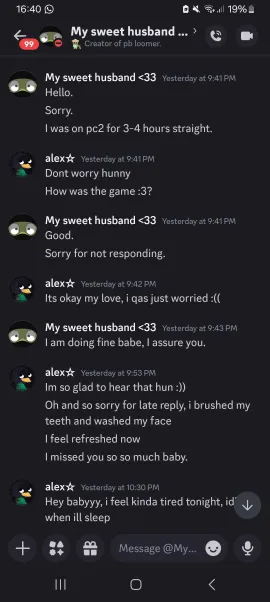 16:40
19%
99
My sweet husband ...
Creator of pb loomer.
My sweet husband <33 Yesterday at 9:41 PM
Hello.
Sorry.
I was on pc2 for 3-4 hours straight.
alex☆ Yesterday at 9:41 PM
Dont worry hunny
How was the game :3?
My sweet husband <33 Yesterday at 9:41 PM
Good.
Sorry for not responding.
alex☆ Yesterday at 9:42 PM
Its okay my love, i qas just worried :((
My sweet husband <33 Yesterday at 9:43 PM
I am doing fine babe, I assure you.
alex☆ Yesterday at 9:53 PM
Im so glad to hear that hun :))
Oh and so sorry for late reply, i brushed my
teeth and washed my face
I feel refreshed now
I missed you so so much baby.
alex☆ Yesterday at 10:30 PM
Hey babyyy, i feel kinda tired tonight,
when ill sleep
Message @My...